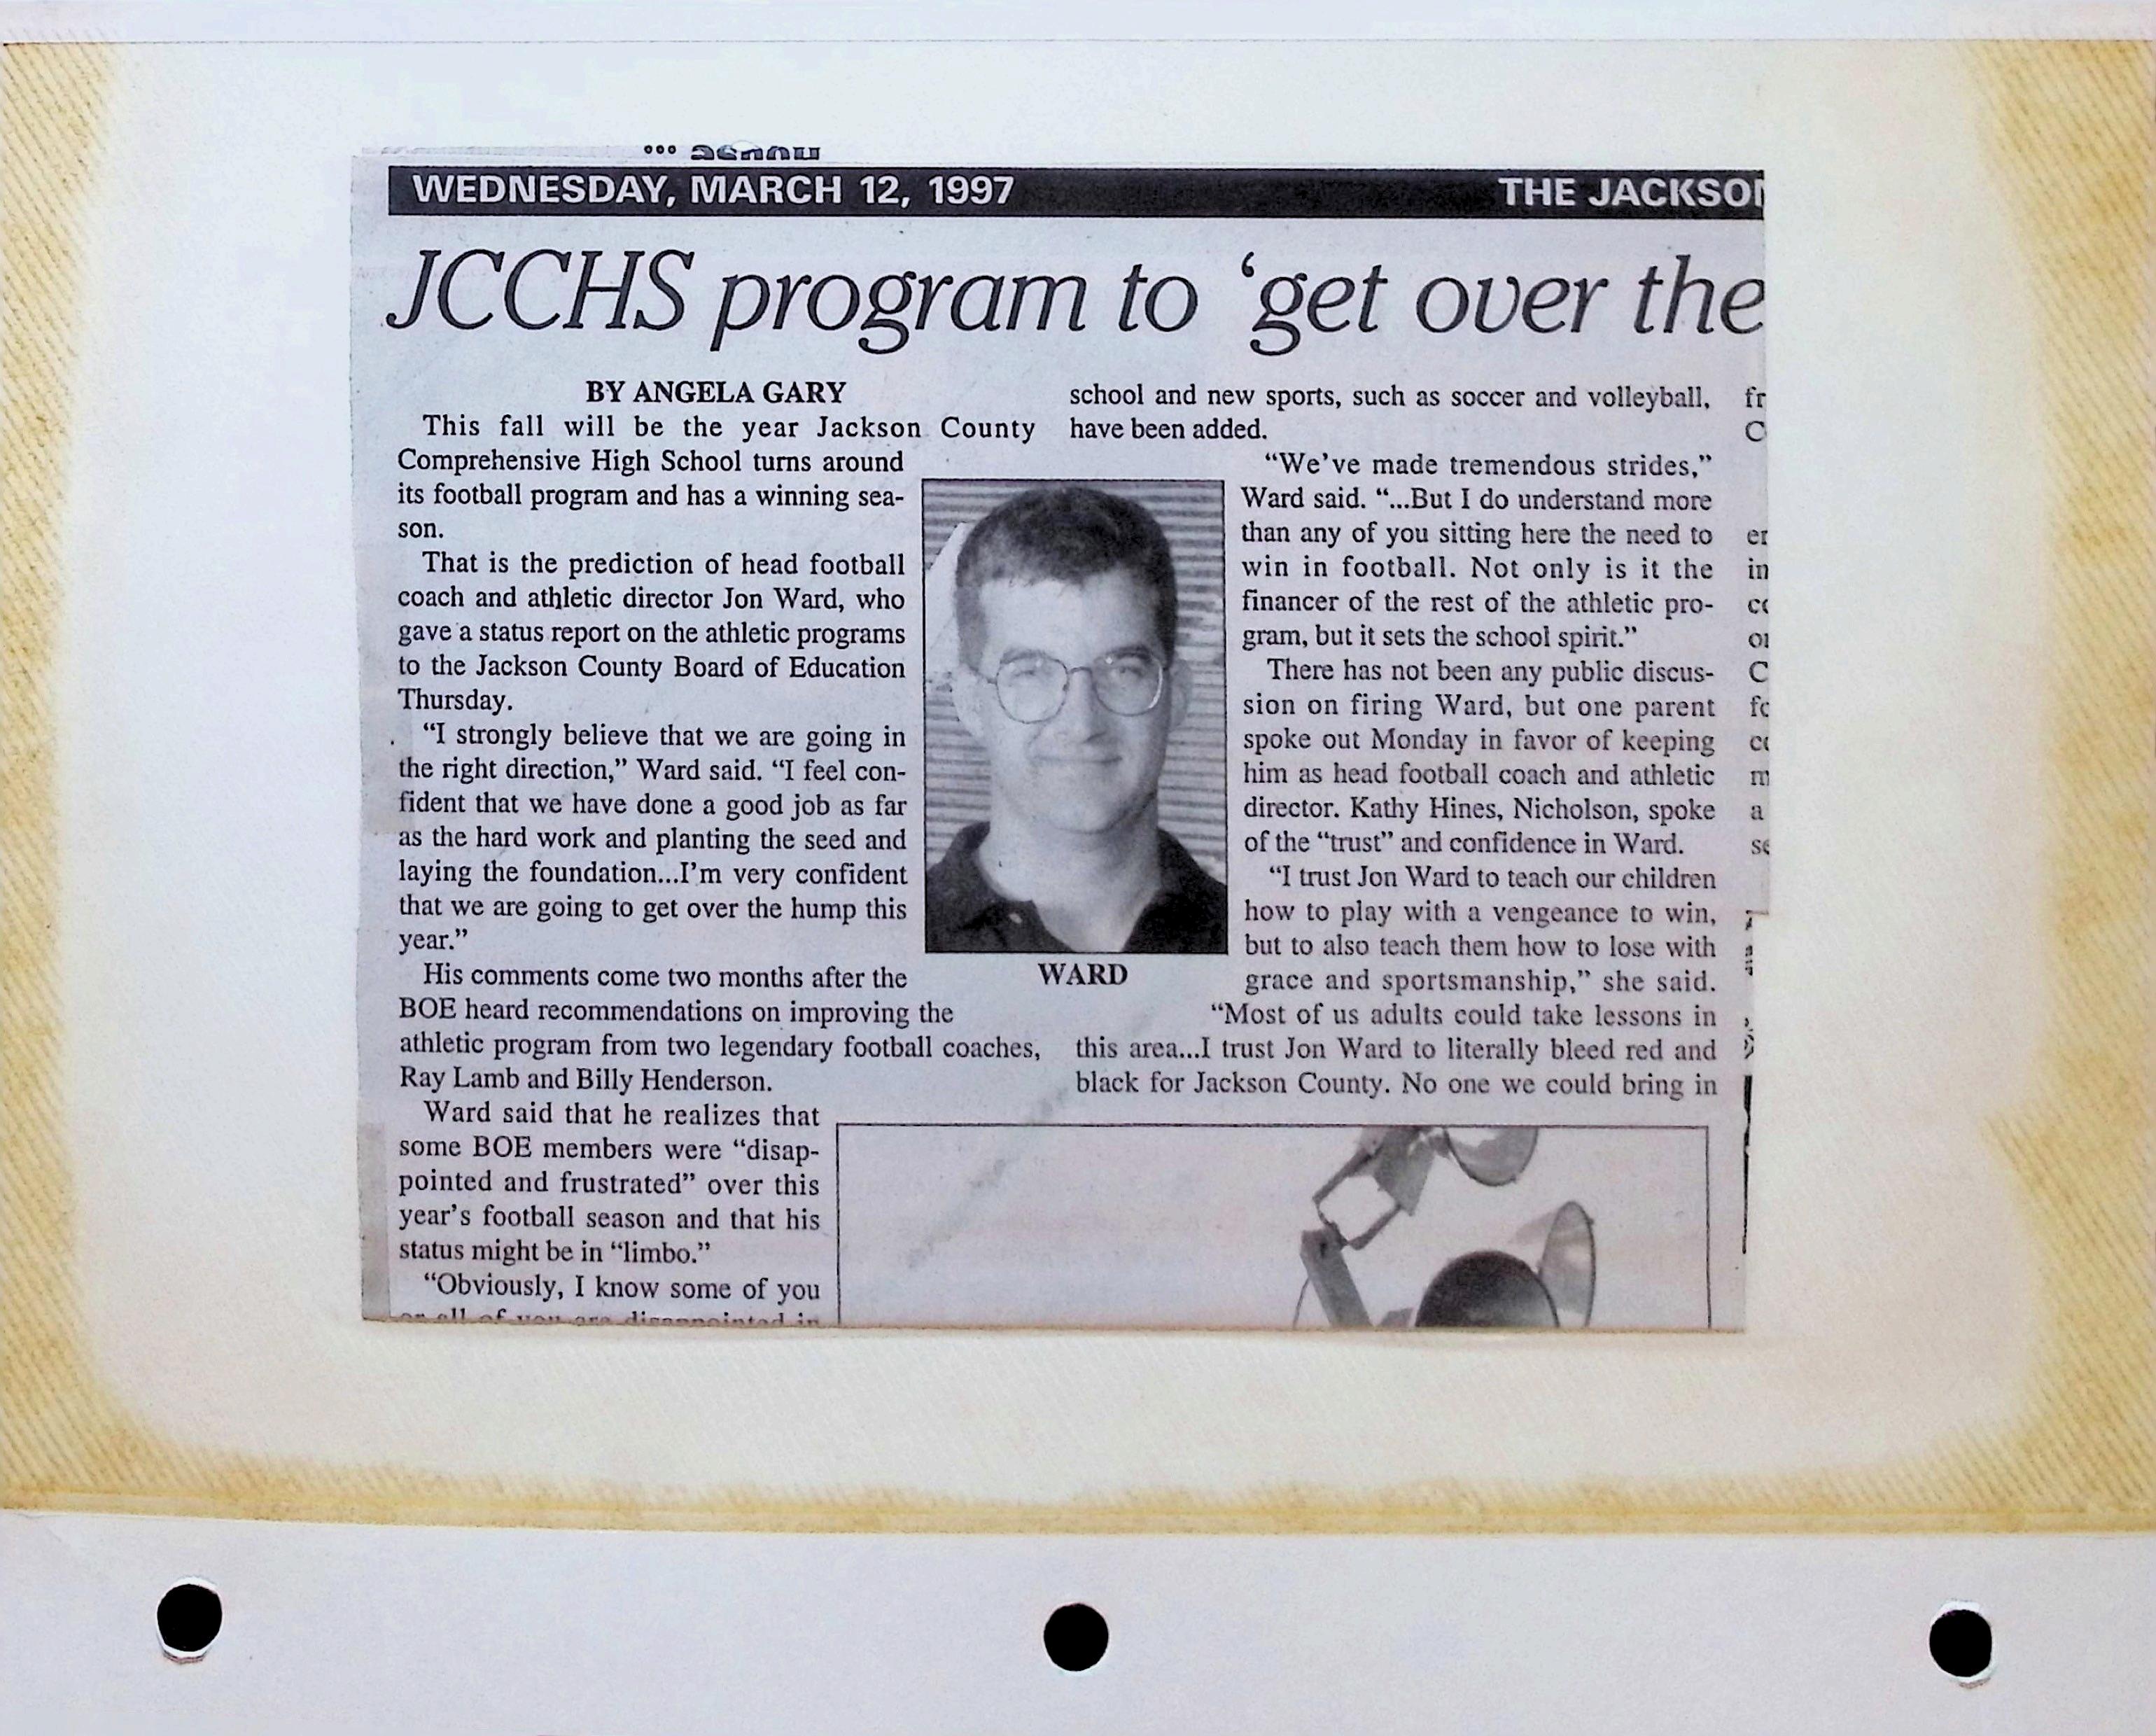 WEDNESDAY, MARCH 12, 1997
THE JACKSON
JCCHS program to ‘get over the
BY ANGELA GARY
This fall will be the year Jackson County
Comprehensive High School turns around
its football program and has a winning sea-
son.
That is the prediction of head football
coach and athletic director Jon Ward, who
gave a status report on the athletic programs
to the Jackson County Board of Education
Thursday.
“I strongly believe that we are going in
the right direction,” Ward said. “I feel con-
fident that we have done a good job as far
as the hard work and planting the seed and
laying the foundation...I’m very confident
that we are going to get over the hump this
year.”
His comments come two months after the
BOE heard recommendations on improving the
athletic program from two legendary football coaches,
Ray Lamb and Billy Henderson.
Ward said that he realizes that
some BOE members were “disap-
pointed and frustrated” over this
year’s football season and that his
status might be in “limbo.”
“Obviously, I know some of you
or all of you are disappointed in
WARD
school and new sports, such as soccer and volleyball,
have been added.
“We’ve made tremendous strides,”
Ward said. “...But I do understand more
than any of you sitting here the need to
win in football. Not only is it the
financer of the rest of the athletic pro-
gram, but it sets the school spirit.”
There has not been any public discus-
sion on firing Ward, but one parent
spoke out Monday in favor of keeping
him as head football coach and athletic
director. Kathy Hines, Nicholson, spoke
of the “trust” and confidence in Ward.
“I trust Jon Ward to teach our children
how to play with a vengeance to win,
but to also teach them how to lose with
grace and sportsmanship,” she said.
“Most of us adults could take lessons in
this area...I trust Jon Ward to literally bleed red and
black for Jackson County. No one we could bring in